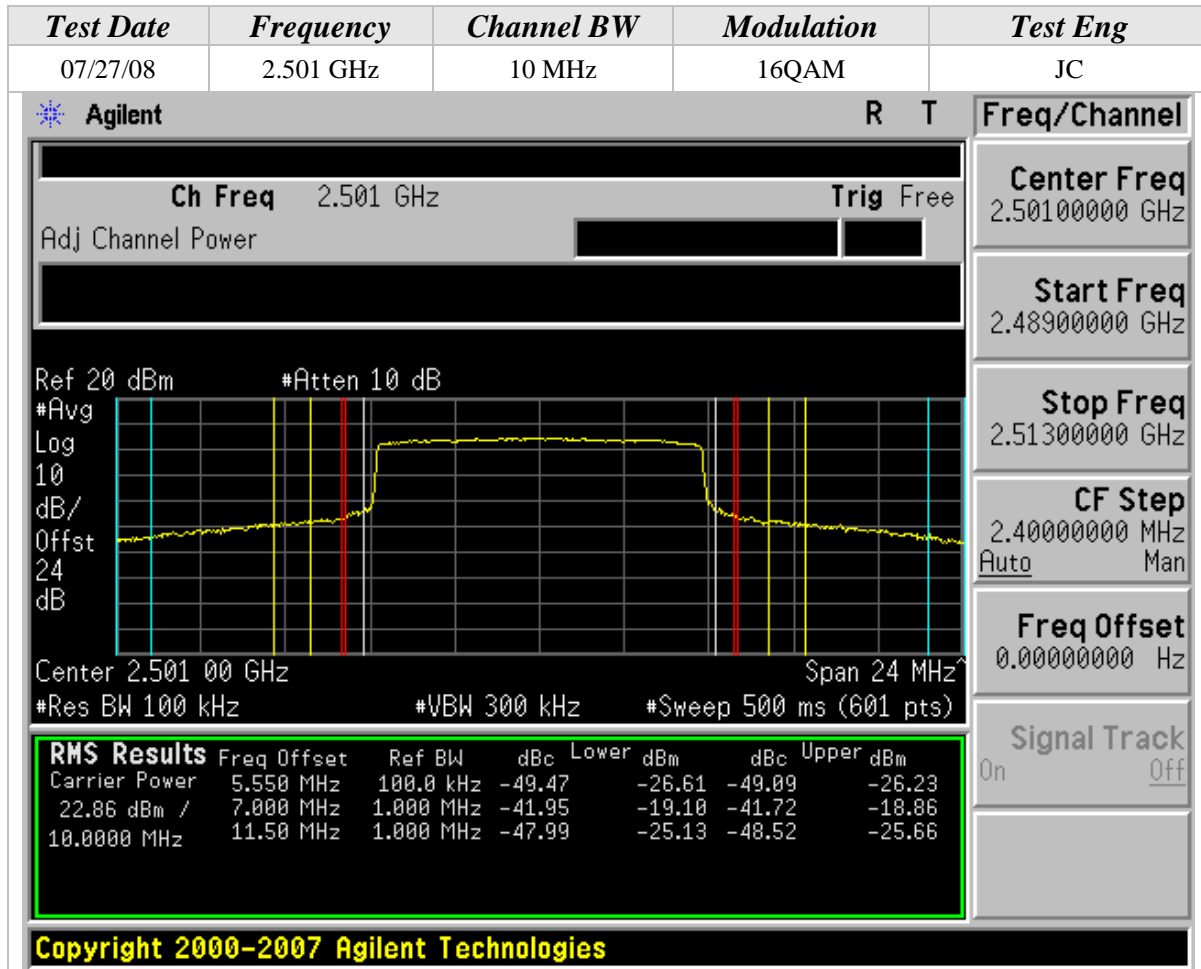 Test Date Frequency Channel BW Modulation Test Eng
07/27/08 2.501 GHz 10 MHz 16QAM JC
Agilent R T Freq/Channel
Ch Freq 2.501 GHz Trig Free
Adj Channel Power
Center Freq
2.50100000 GHz
Start Freq
2.48900000 GHz
Stop Freq
2.51300000 GHz
CF Step
2.40000000 MHz
Auto Man
Freq Offset
0.00000000 Hz
Signal Track
On Off
Ref 20 dBm #Atten 10 dB
#Avg
Log
10
dB/
Offst
24
dB
Center 2.501 00 GHz Span 24 MHz^
#Res BW 100 kHz #VBW 300 kHz #Sweep 500 ms (601 pts)
RMS Results Freq Offset Ref BW dBc Lower dBm dBc Upper dBm
Carrier Power 5.550 MHz 100.0 kHz -49.47 -26.61 -49.09 -26.23
22.86 dBm / 7.000 MHz 1.000 MHz -41.95 -19.10 -41.72 -18.86
10.0000 MHz 11.50 MHz 1.000 MHz -47.99 -25.13 -48.52 -25.66
Copyright 2000-2007 Agilent Technologies